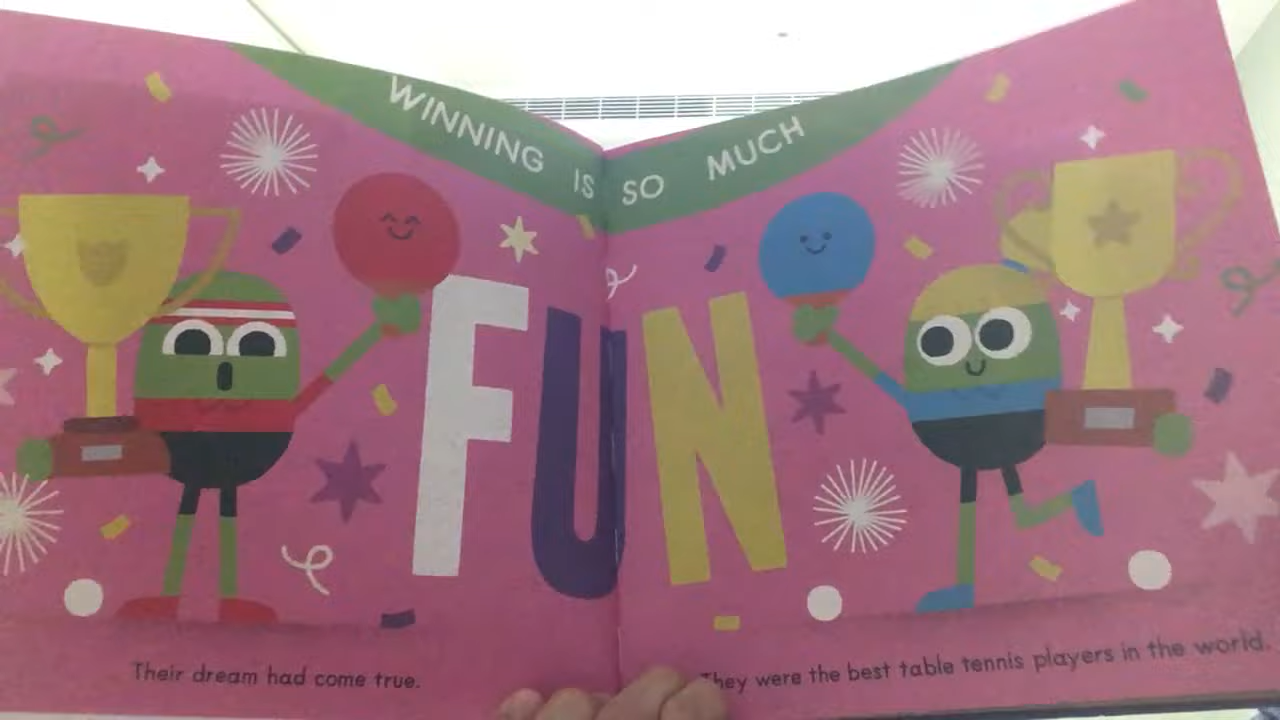 WINNING IS SO MUCH
FUN
Their dream had come true.
They were the best table tennis players in the world.